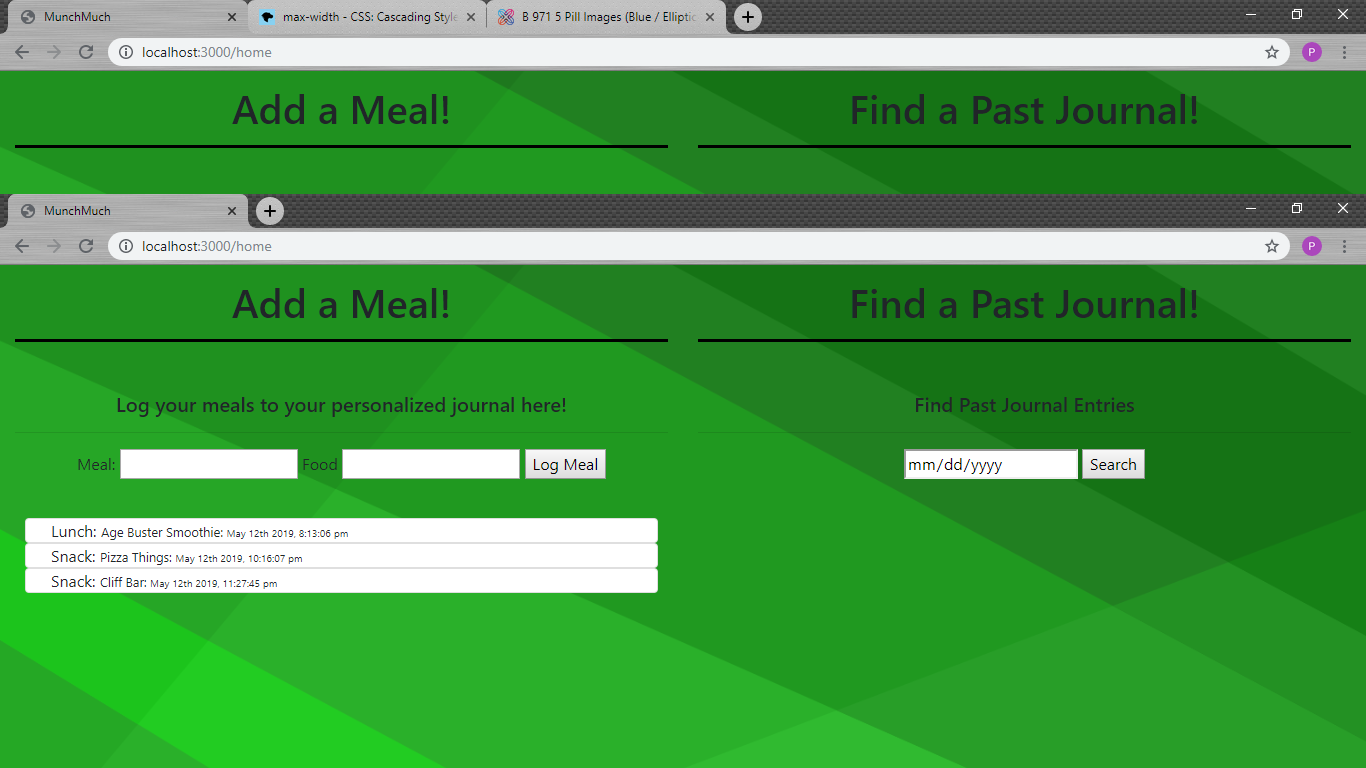 MunchMuch max-width - CSS: Cascading Style B 971 5 Pill Images (Blue / Elliptic
localhost:3000/home P
Add a Meal! Find a Past Journal!
MunchMuch
localhost:3000/home P
Add a Meal! Find a Past Journal!
Log your meals to your personalized journal here! Find Past Journal Entries
Meal: Food Log Meal mm/dd/yyyy Search
Lunch: Age Buster Smoothie: May 12th 2019, 8:13:06 pm
Snack: Pizza Things: May 12th 2019, 10:16:07 pm
Snack: Cliff Bar: May 12th 2019, 11:27:45 pm